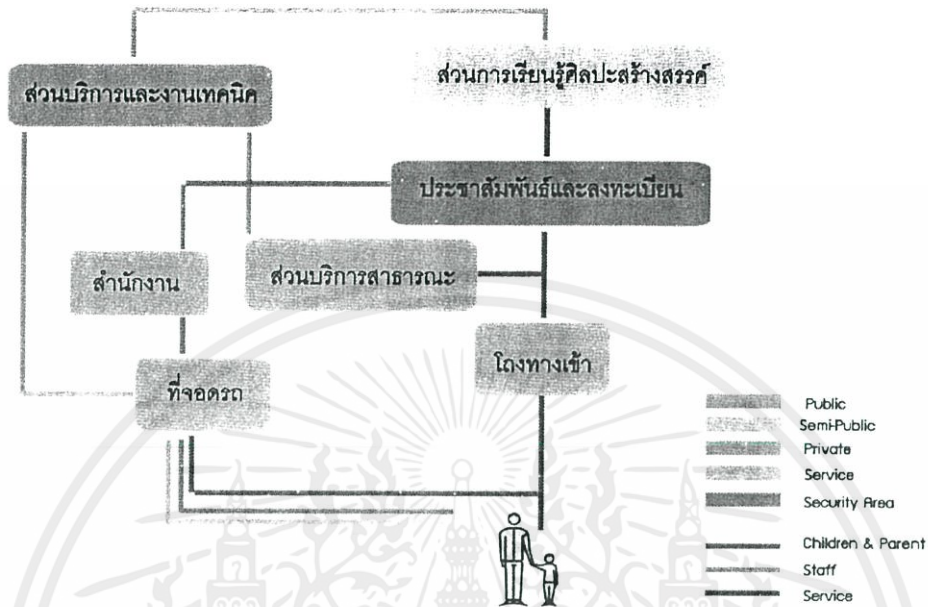 ส่วนการเรียนรู้ศิลปะสร้างสรรค์
ส่วนบริการและงานเทคนิค
ประชาสัมพันธ์และลงทะเบียน
สำนักงาน
ส่วนบริการสาธารณะ
โถงทางเข้า
ที่จอดรถ
Public
Semi-Public
Private
Service
Security Area
Children & Parent
Staff
Service